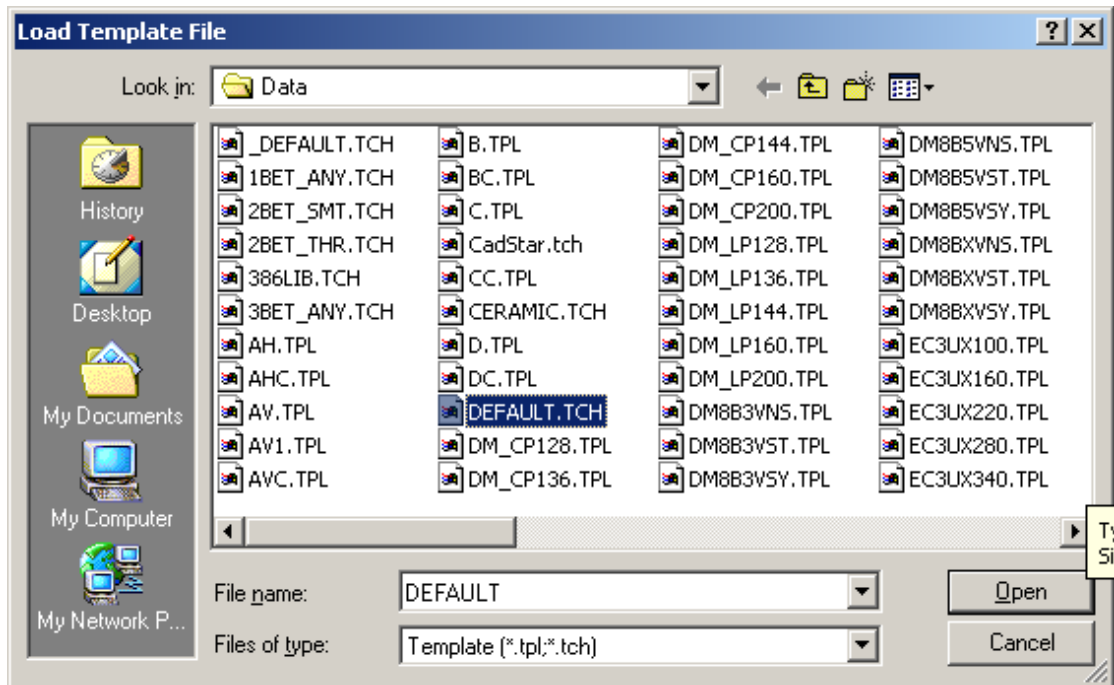 Load Template File
Look in: Data
History
Desktop
My Documents
My Computer
My Network P...
_DEFAULT.TCH
1BET_ANY.TCH
2BET_SMT.TCH
2BET_THR.TCH
386LIB.TCH
3BET_ANY.TCH
AH.TPL
AHC.TPL
AV.TPL
AV1.TPL
AVC.TPL
B.TPL
BC.TPL
C.TPL
CadStar.tch
CC.TPL
CERAMIC.TCH
D.TPL
DC.TPL
DEFAULT.TCH
DM_CP128.TPL
DM_CP136.TPL
DM_CP144.TPL
DM_CP160.TPL
DM_CP200.TPL
DM_LP128.TPL
DM_LP136.TPL
DM_LP144.TPL
DM_LP160.TPL
DM_LP200.TPL
DM8B3VNS.TPL
DM8B3VST.TPL
DM8B3VSY.TPL
DM8B5VNS.TPL
DM8B5VST.TPL
DM8B5VSY.TPL
DM8BXVNS.TPL
DM8BXVST.TPL
DM8BXVSY.TPL
EC3UX100.TPL
EC3UX160.TPL
EC3UX220.TPL
EC3UX280.TPL
EC3UX340.TPL
Ty
Si
File name: DEFAULT Open
Files of type: Template (*.tpl;*.tch) Cancel